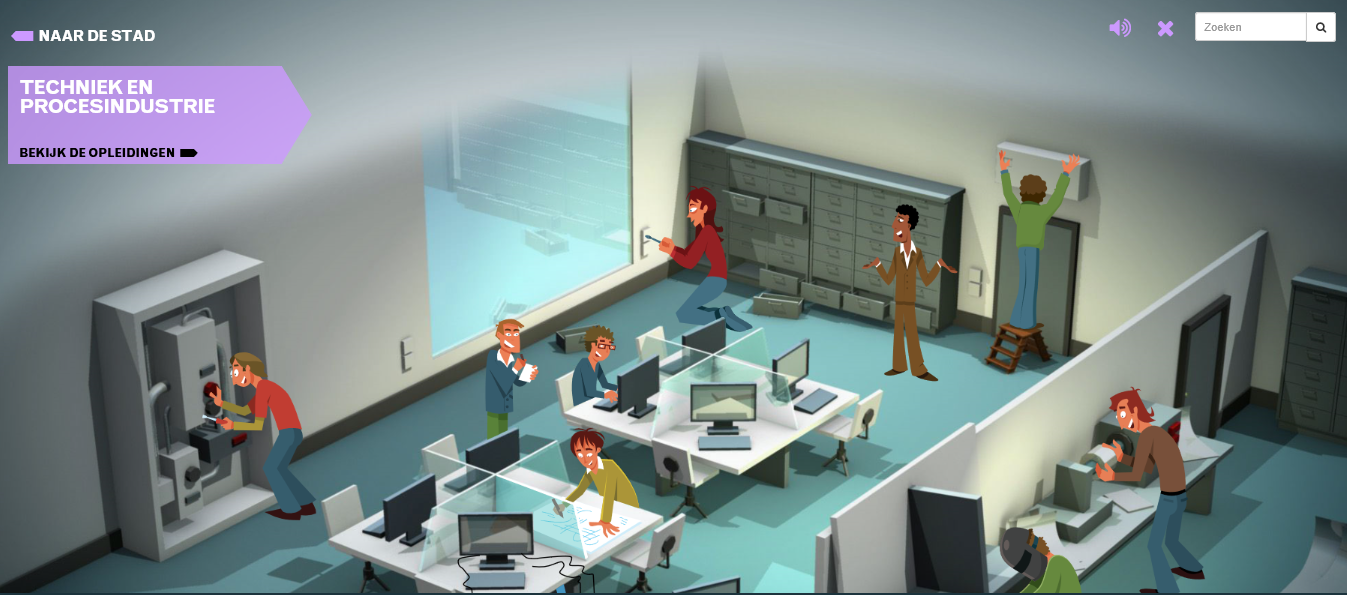 NAAR DE STAD
Zoeken
TECHNIEK EN
PROCESINDUSTRIE
BEKIJK DE OPLEIDINGEN